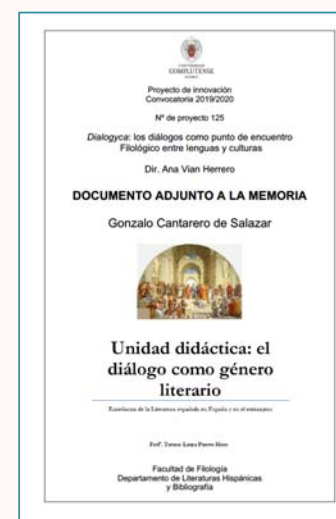 UNIVERSIDAD
COMPLUTENSE
Proyecto de innovación
Convocatoria 2019/2020
Nº de proyecto 125
Dialogyca: los diálogos como punto de encuentro
Filológico entre lenguas y culturas
Dir. Ana Vian Herrero
DOCUMENTO ADJUNTO A LA MEMORIA
Gonzalo Cantarero de Salazar
Unidad didáctica: el
diálogo como género
literario
Enseñanza de la Literatura española en España y en el extranjero
Facultad de Filología
Departamento de Literaturas Hispánicas
y Bibliografía